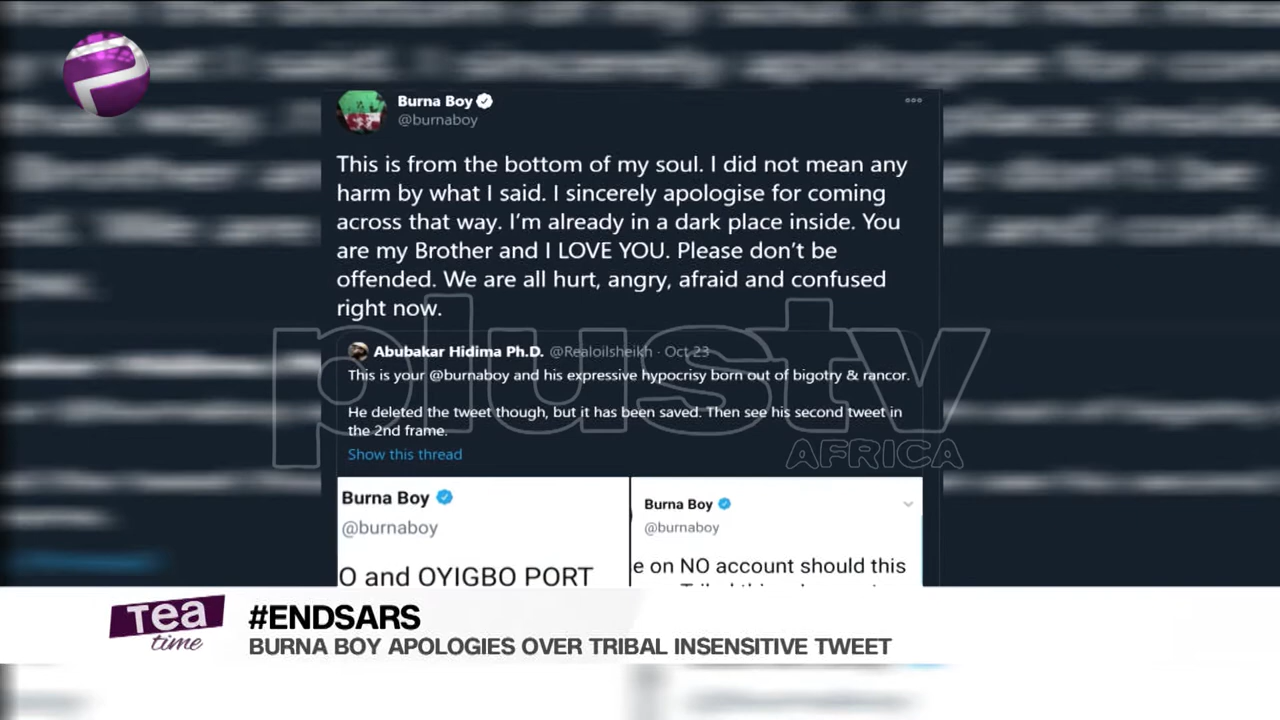 Burna Boy
@burnaboy
This is from the bottom of my soul. I did not mean any
harm by what I said. I sincerely apologise for coming
across that way. I'm already in a dark place inside. You
are my Brother and I LOVE YOU. Please don't be
offended. We are all hurt, angry, afraid and confused
right now.
Abubakar Hidima Ph.D. @Realoilsheikh · Oct 23
This is your @burnaboy and his expressive hypocrisy born out of bigotry & rancor.
He deleted the tweet though, but it has been saved. Then see his second tweet in
the 2nd frame.
Show this thread
plustv
AFRICA
Burna Boy
@burnaboy
O and OYIGBO PORT
Burna Boy
@burnaboy
e on NO account should this
Tea
time
#ENDSARS
BURNA BOY APOLOGIES OVER TRIBAL INSENSITIVE TWEET